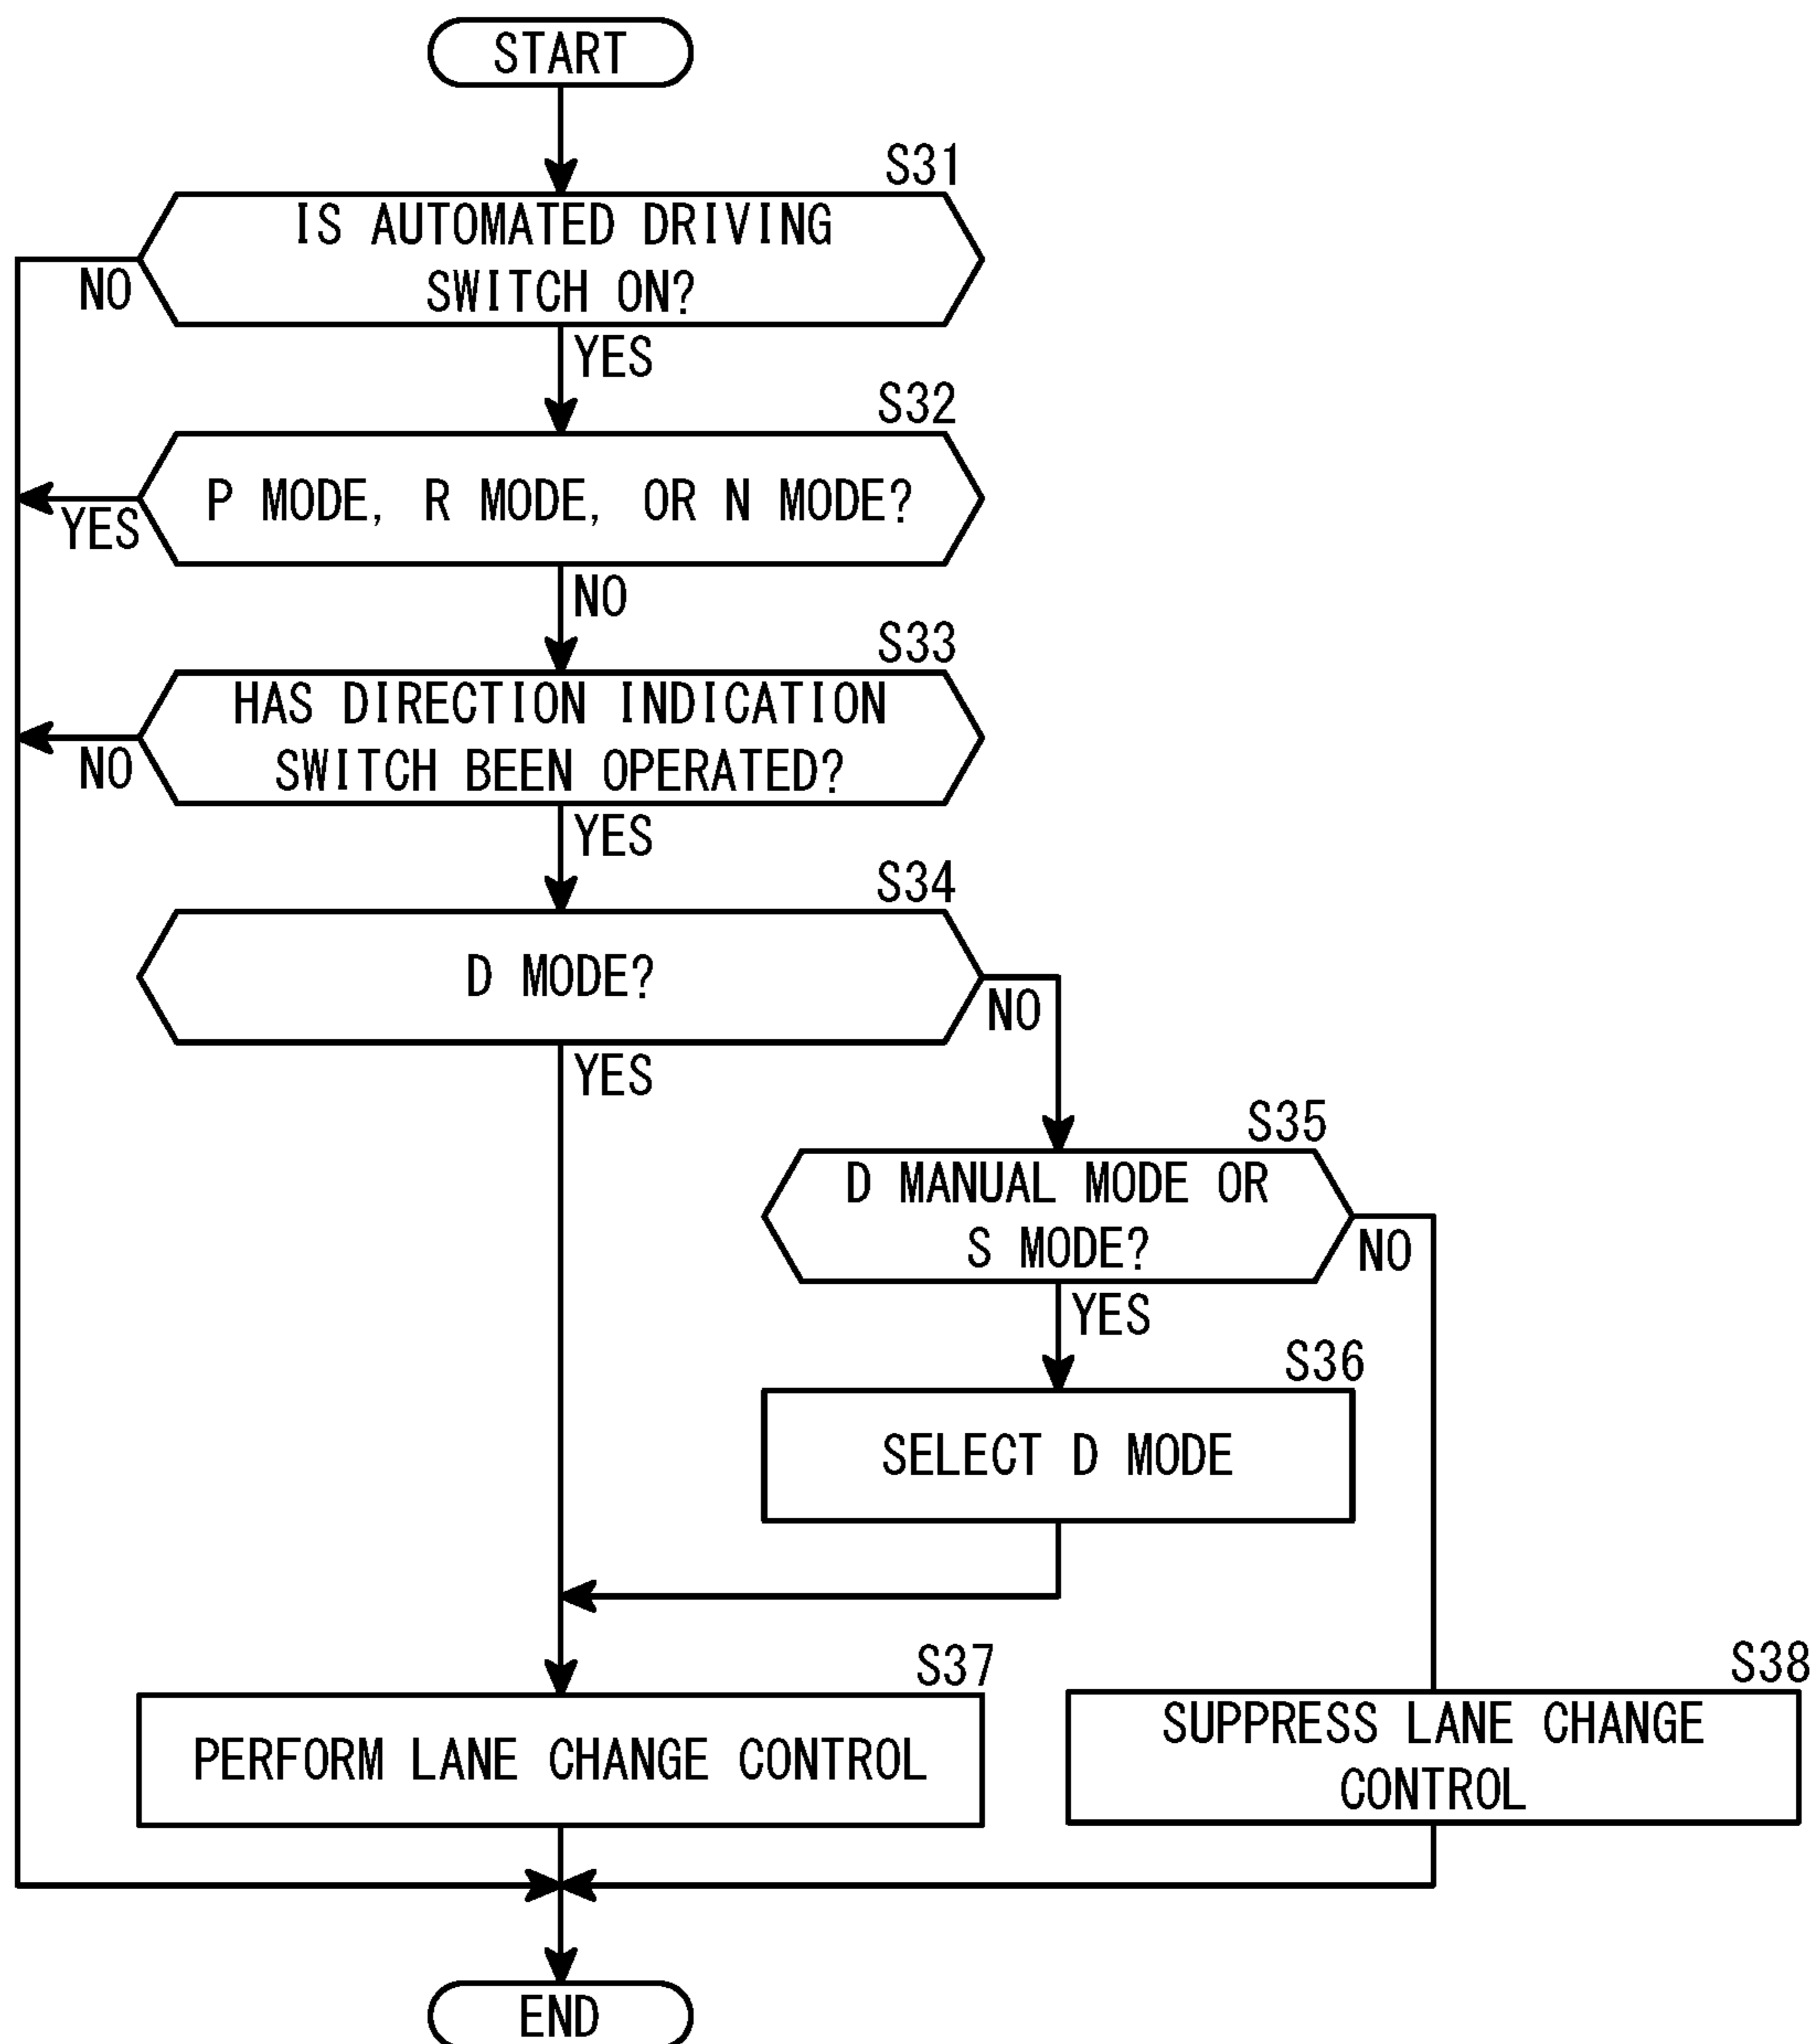 START
S31
IS AUTOMATED DRIVING
SWITCH ON?
NO
YES
S32
P MODE, R MODE, OR N MODE?
YES
NO
S33
HAS DIRECTION INDICATION
SWITCH BEEN OPERATED?
NO
YES
S34
D MODE?
NO
YES
S35
D MANUAL MODE OR
S MODE?
NO
YES
S36
SELECT D MODE
S37
PERFORM LANE CHANGE CONTROL
S38
SUPPRESS LANE CHANGE
CONTROL
END